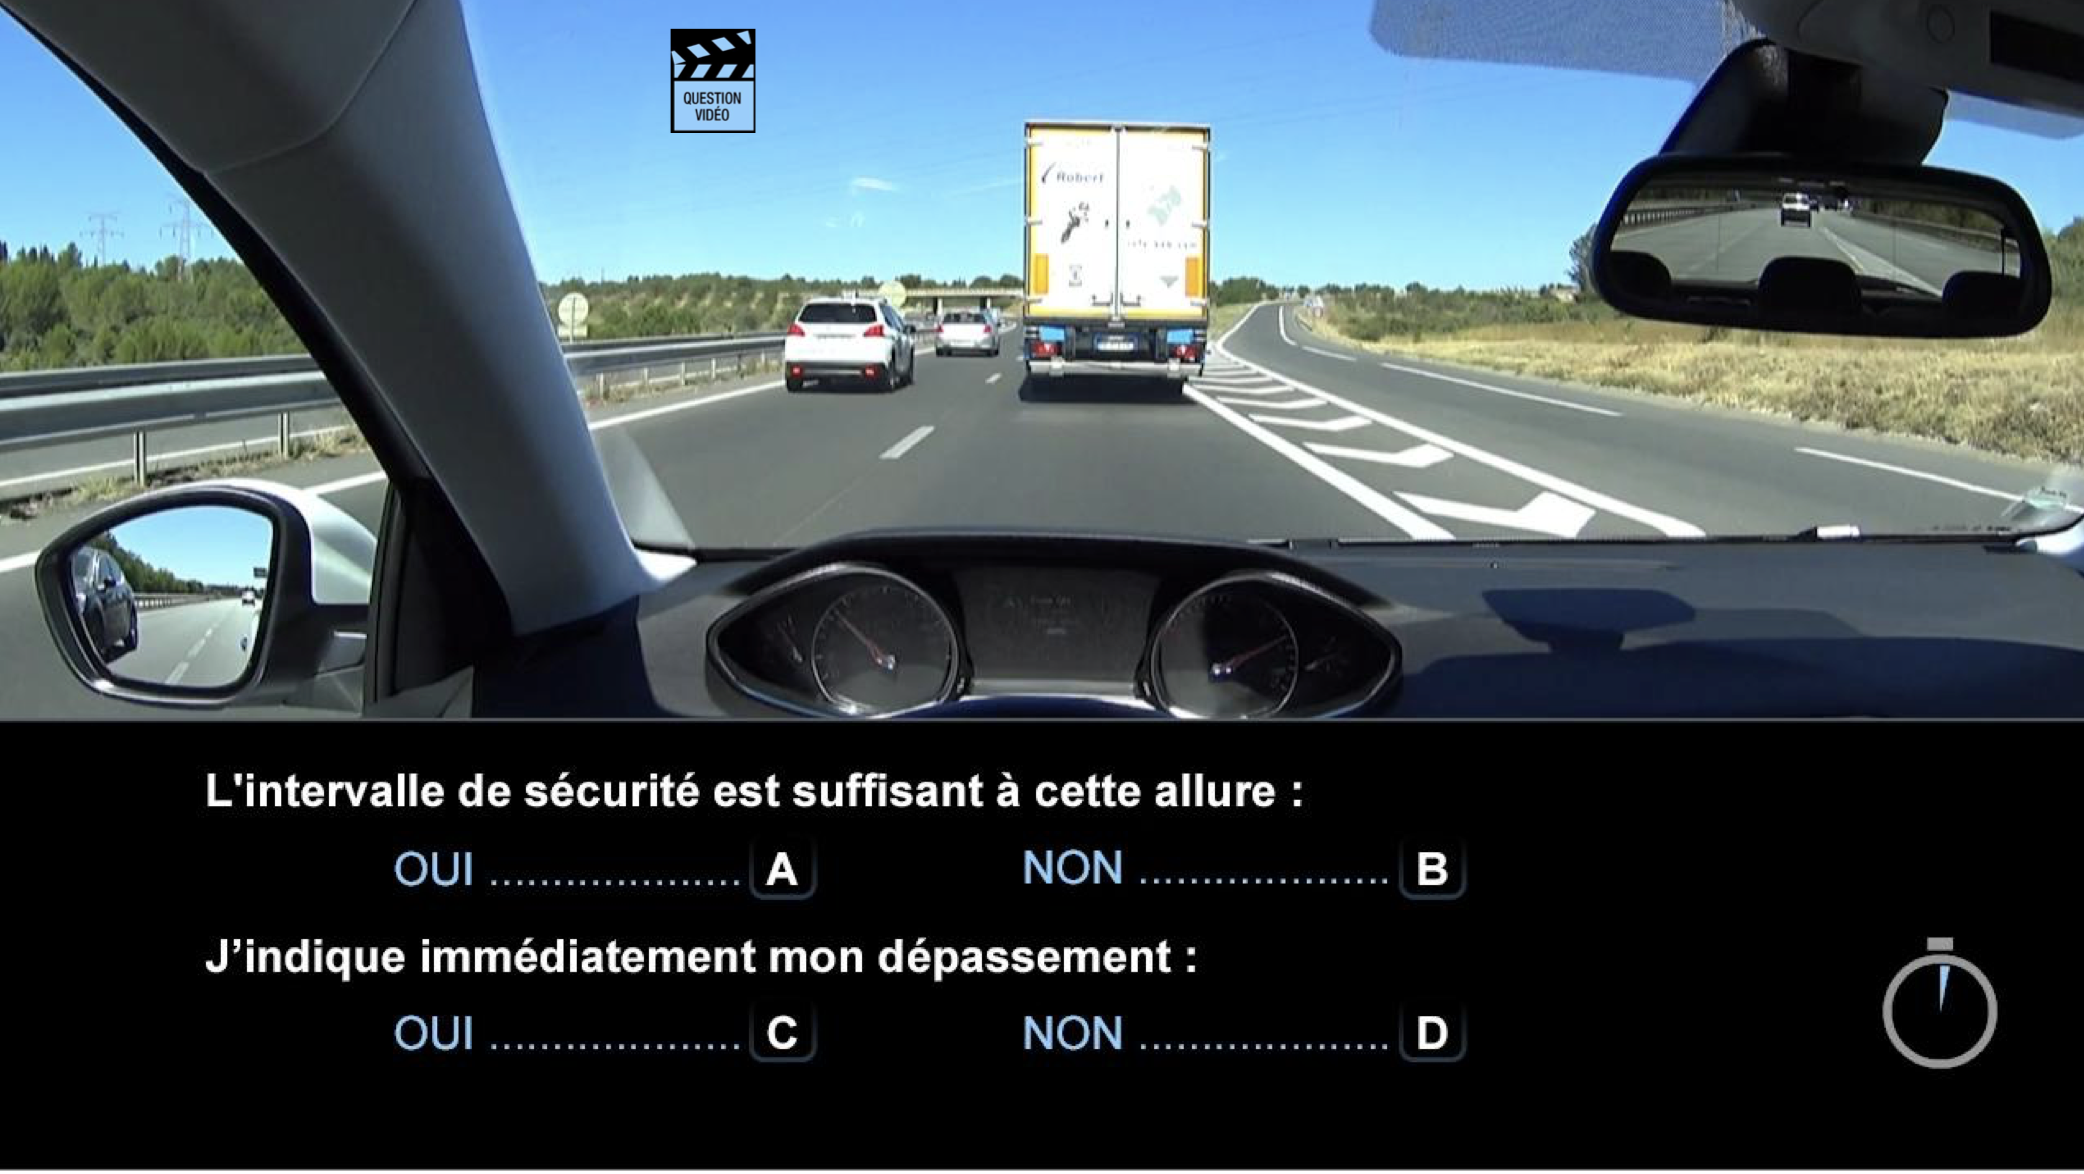 QUESTION
VIDÉO
Robert
L'intervalle de sécurité est suffisant à cette allure :
OUI .................... A NON .................... B
J’indique immédiatement mon dépassement :
OUI .................... C NON .................... D